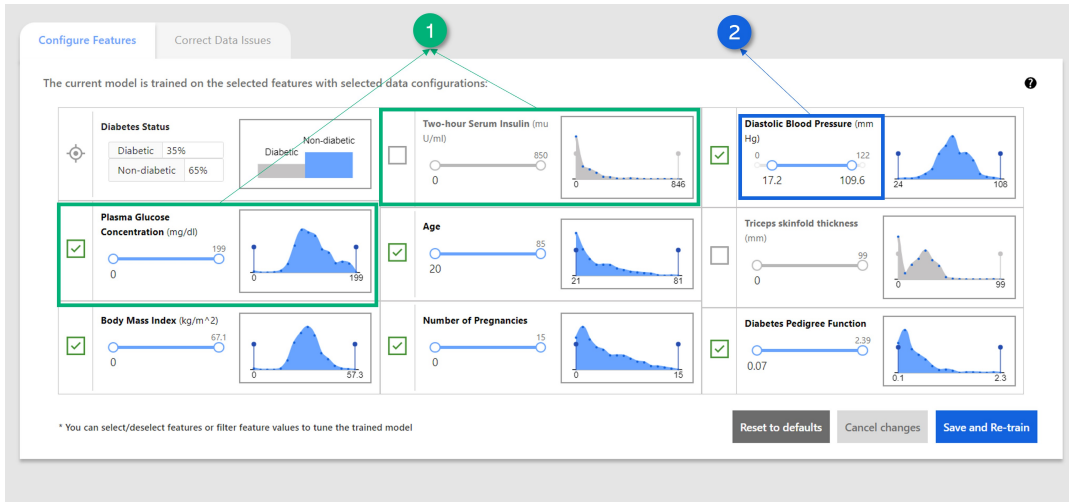 1
2
Configure Features
Correct Data Issues
The current model is trained on the selected features with selected data configurations:
?
Diabetes Status
Diabetic 35%
Non-diabetic 65%
Diabetic
Non-diabetic
Two-hour Serum Insulin (mu
U/ml)
850
0
0 846
Diastolic Blood Pressure (mm
Hg)
0 122
17.2 109.6
24 108
Plasma Glucose
Concentration (mg/dl)
199
0
0 199
Age
85
20
21 81
Triceps skinfold thickness
(mm)
99
0
0 99
Body Mass Index (kg/m^2)
67.1
0
0 57.3
Number of Pregnancies
15
0
0 15
Diabetes Pedigree Function
2.39
0.07
0.1 2.3
* You can select/deselect features or filter feature values to tune the trained model
Reset to defaults
Cancel changes
Save and Re-train